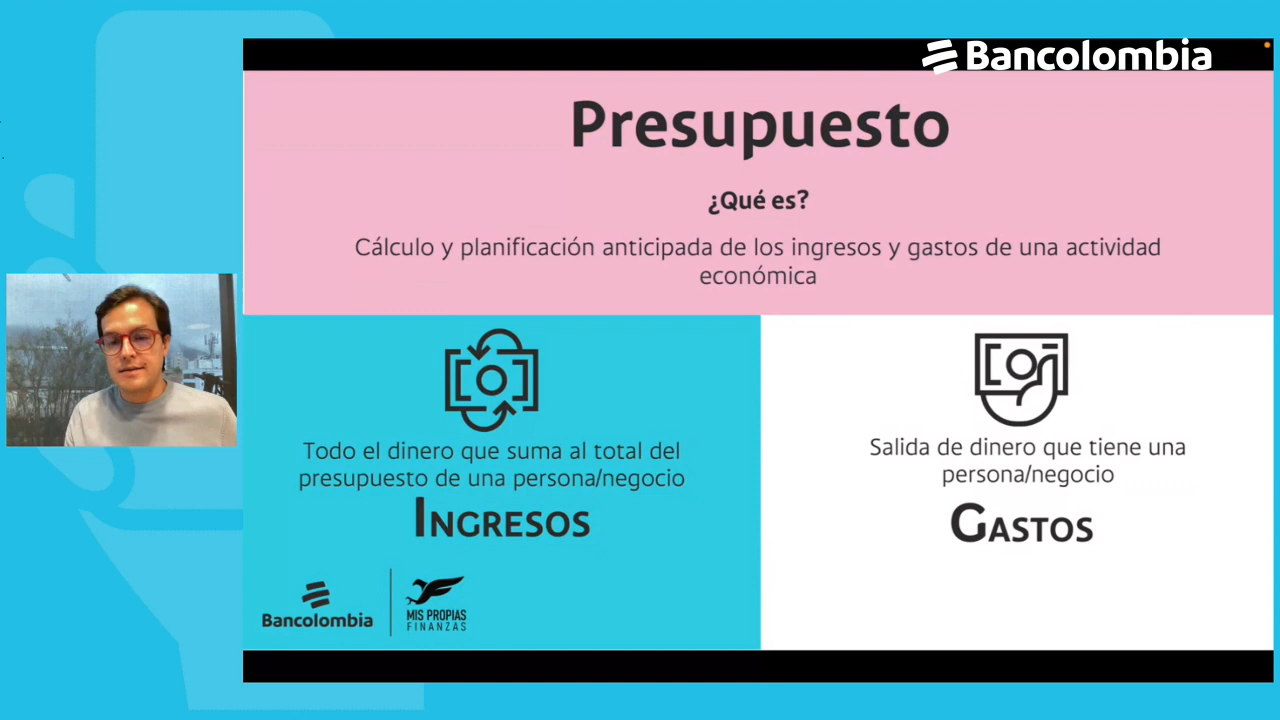 Bancolombia
Presupuesto
¿Qué es?
Cálculo y planificación anticipada de los ingresos y gastos de una actividad
económica
Todo el dinero que suma al total del
presupuesto de una persona/negocio
INGRESOS
Salida de dinero que tiene una
persona/negocio
GASTOS
Bancolombia
MIS PROPIAS
FINANZAS